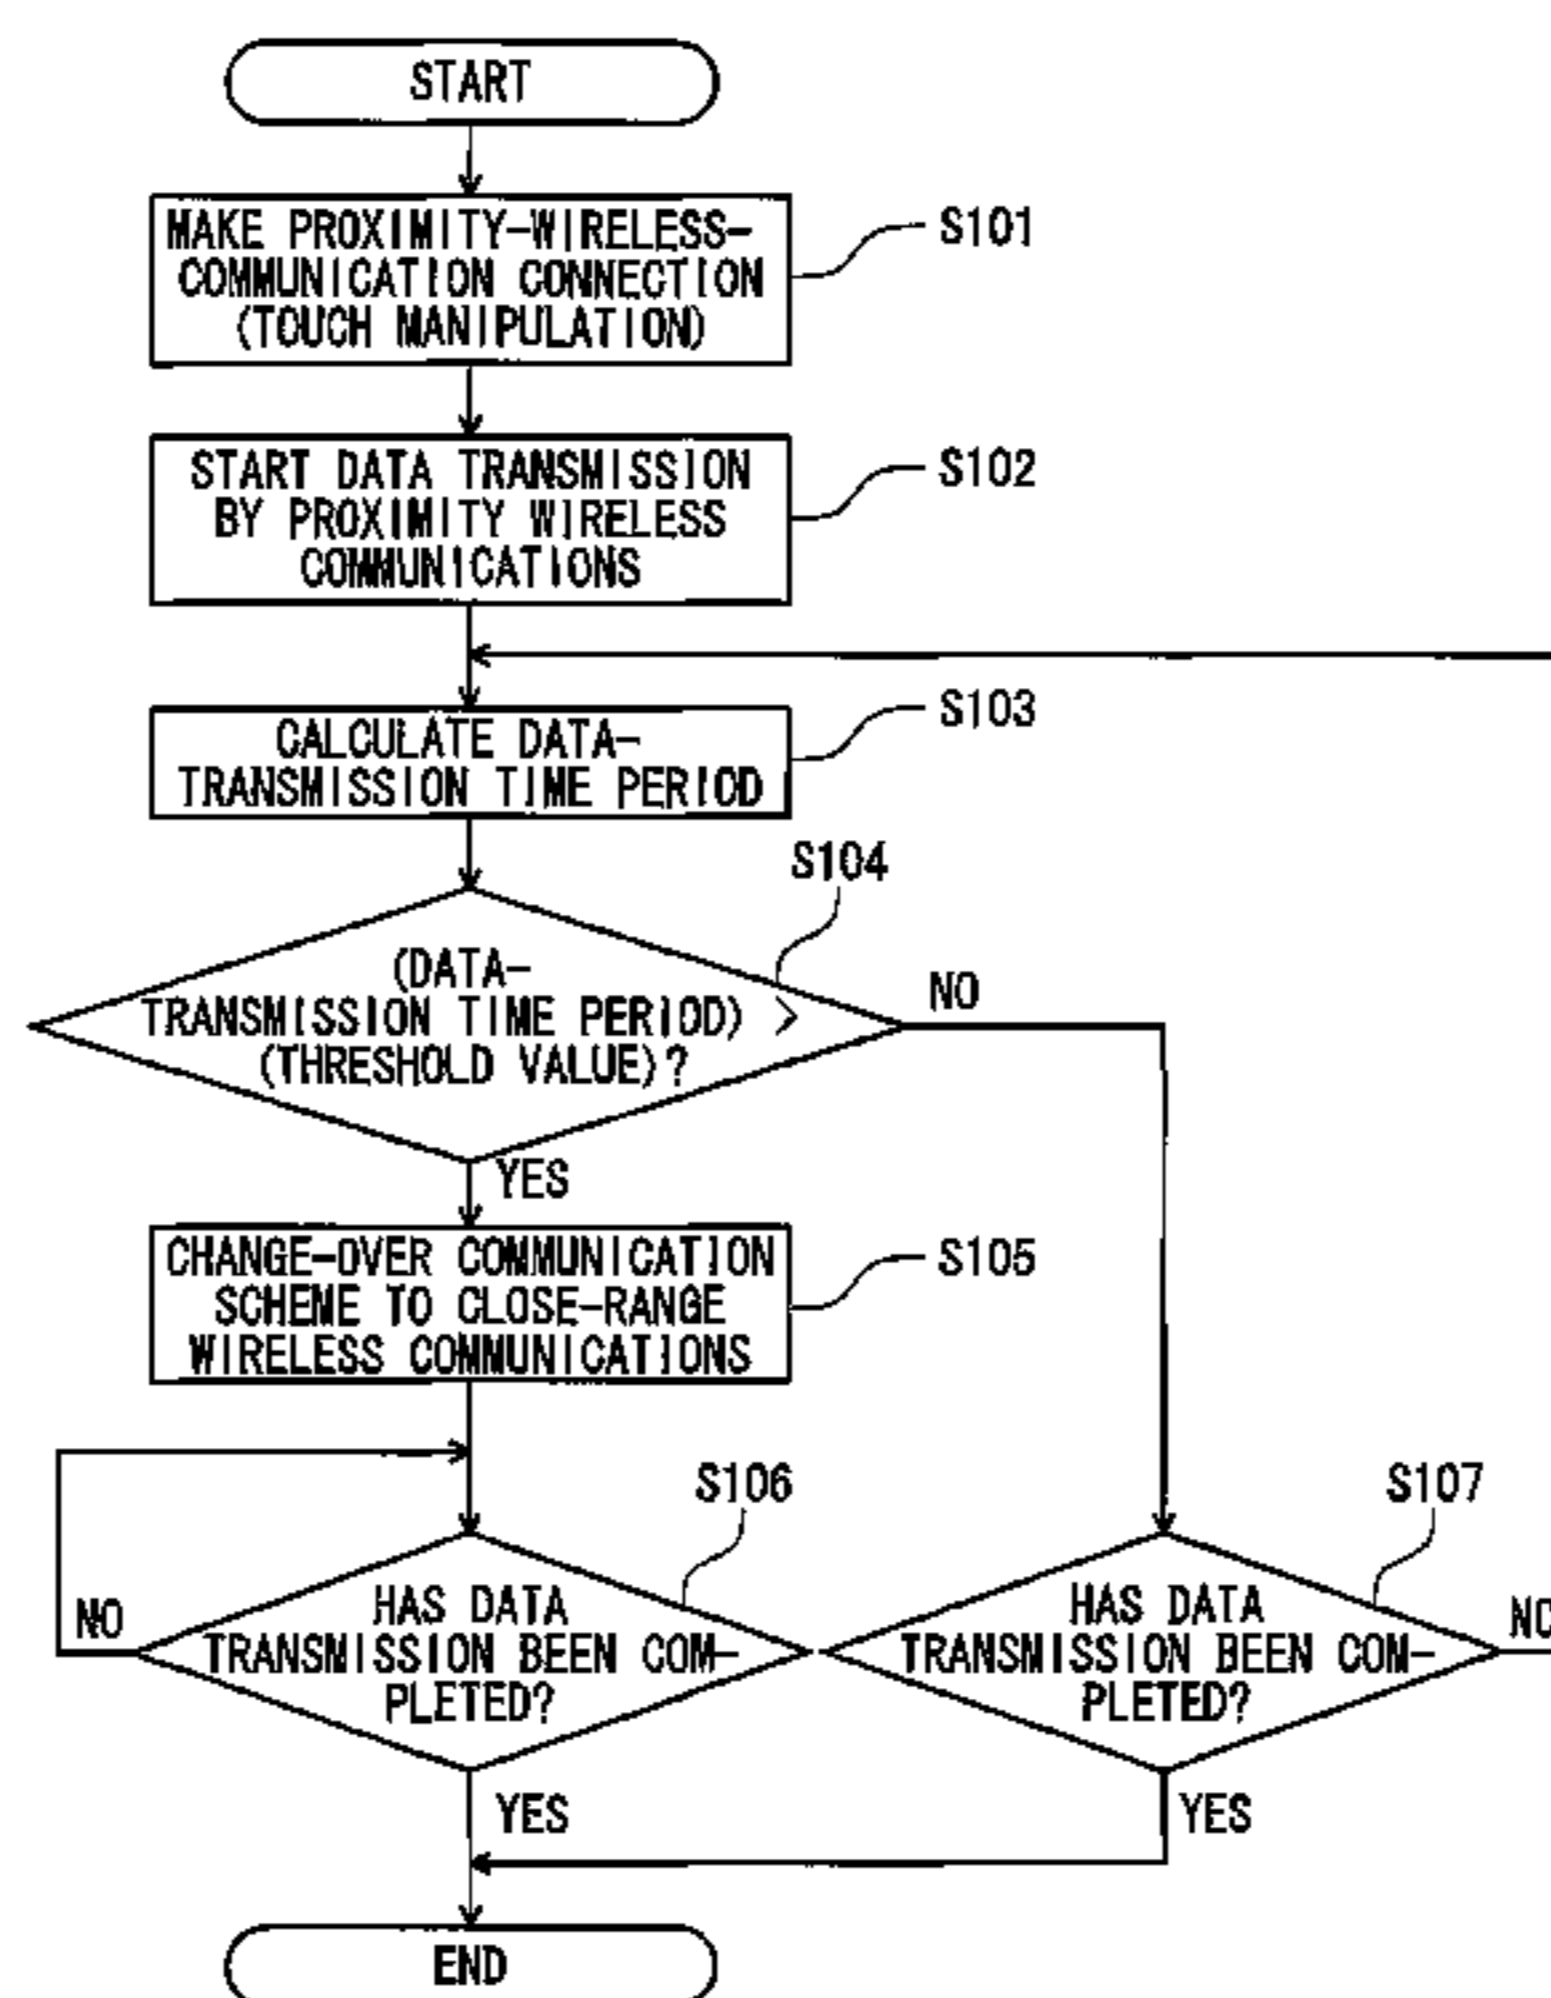 START
MAKE PROXIMITY-WIRELESS-
COMMUNICATION CONNECTION
(TOUCH MANIPULATION)
S101
START DATA TRANSMISSION
BY PROXIMITY WIRELESS
COMMUNICATIONS
S102
CALCULATE DATA-
TRANSMISSION TIME PERIOD
S103
S104
(DATA-
TRANSMISSION TIME PERIOD) >
(THRESHOLD VALUE)?
NO
YES
CHANGE-OVER COMMUNICATION
SCHEME TO CLOSE-RANGE
WIRELESS COMMUNICATIONS
S105
S106
HAS DATA
TRANSMISSION BEEN COM-
PLETED?
NO
YES
S107
HAS DATA
TRANSMISSION BEEN COM-
PLETED?
NO
YES
END